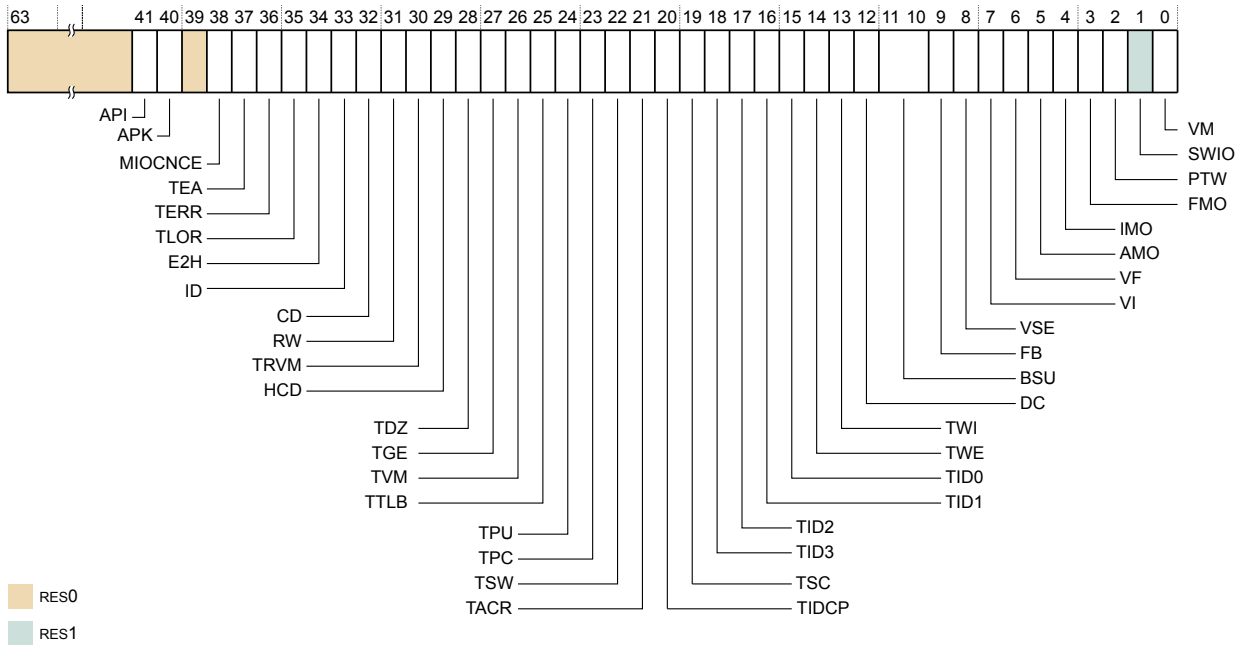 63 41 40 39 38 37 36 35 34 33 32 31 30 29 28 27 26 25 24 23 22 21 20 19 18 17 16 15 14 13 12 11 10 9 8 7 6 5 4 3 2 1 0
API
APK
VM
SWIO
MIOCNCE
PTW
TEA
FMO
TERR
IMO
TLOR
AMO
E2H
VF
ID
VI
CD
VSE
RW
FB
TRVM
BSU
HCD
DC
TDZ
TWI
TGE
TWE
TVM
TID0
TTLB
TID1
TPU
TID2
TPC
TID3
TSW
TSC
TACR
TIDCP
RES0
RES1